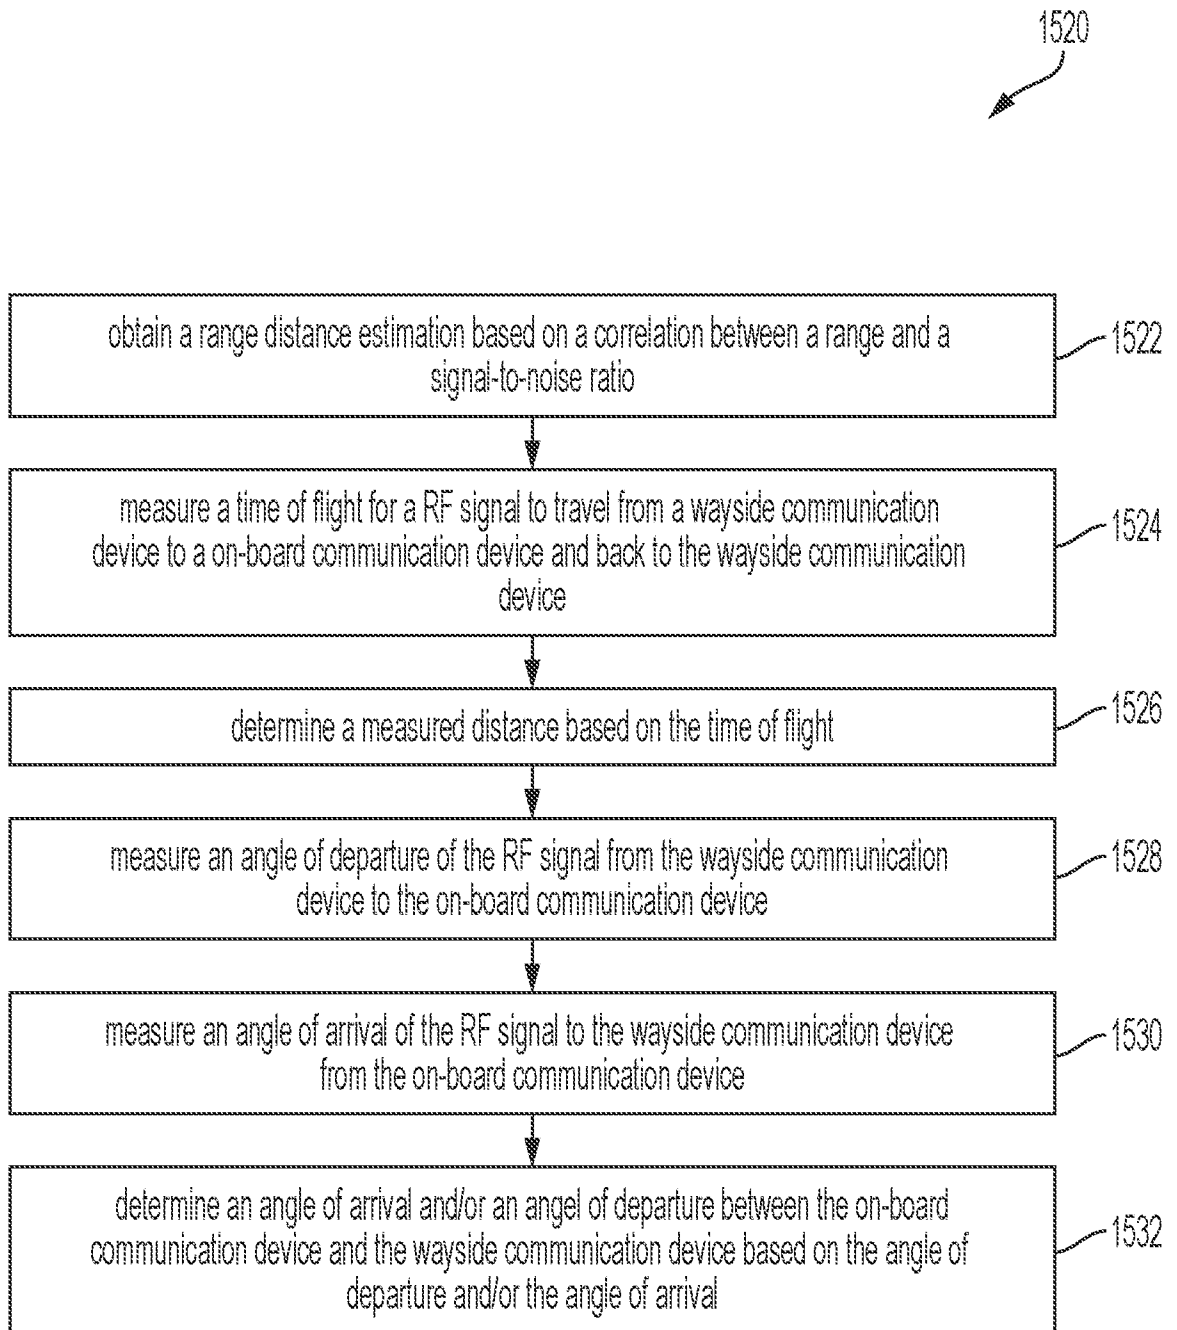 1520
obtain a range distance estimation based on a correlation between a range and a
signal-to-noise ratio
1522
measure a time of flight for a RF signal to travel from a wayside communication
device to a on-board communication device and back to the wayside communication
device
1524
determine a measured distance based on the time of flight
1526
measure an angle of departure of the RF signal from the wayside communication
device to the on-board communication device
1528
measure an angle of arrival of the RF signal to the wayside communication device
from the on-board communication device
1530
determine an angle of arrival and/or an angel of departure between the on-board
communication device and the wayside communication device based on the angle of
departure and/or the angle of arrival
1532